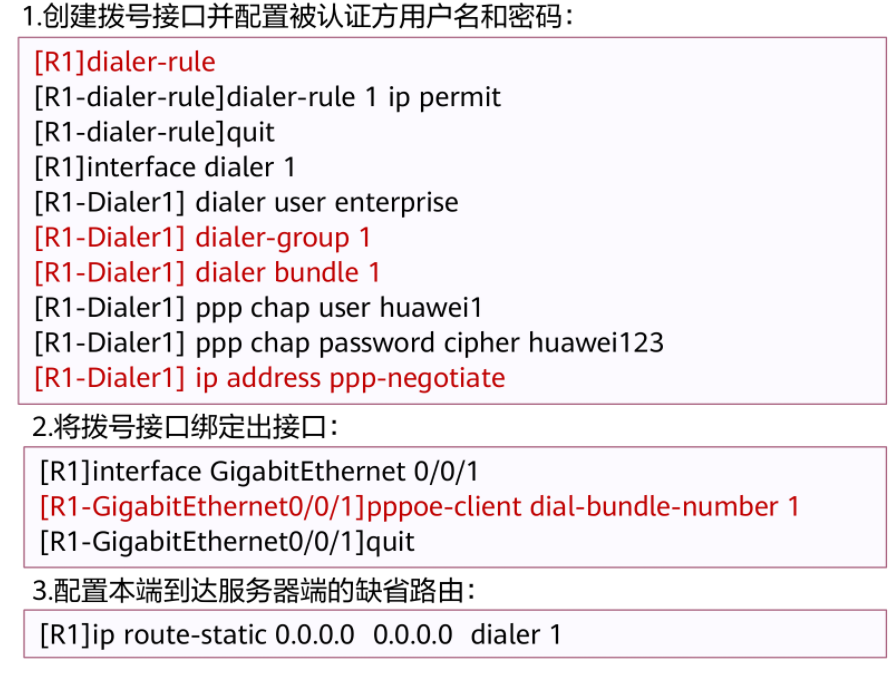 1.创建拨号接口并配置被认证方用户名和密码：
[R1]dialer-rule
[R1-dialer-rule]dialer-rule 1 ip permit
[R1-dialer-rule]quit
[R1]interface dialer 1
[R1-Dialer1] dialer user enterprise
[R1-Dialer1] dialer-group 1
[R1-Dialer1] dialer bundle 1
[R1-Dialer1] ppp chap user huawei1
[R1-Dialer1] ppp chap password cipher huawei123
[R1-Dialer1] ip address ppp-negotiate
2.将拨号接口绑定出接口：
[R1]interface GigabitEthernet 0/0/1
[R1-GigabitEthernet0/0/1]pppoe-client dial-bundle-number 1
[R1-GigabitEthernet0/0/1]quit
3.配置本端到达服务器端的缺省路由：
[R1]ip route-static 0.0.0.0  0.0.0.0  dialer 1